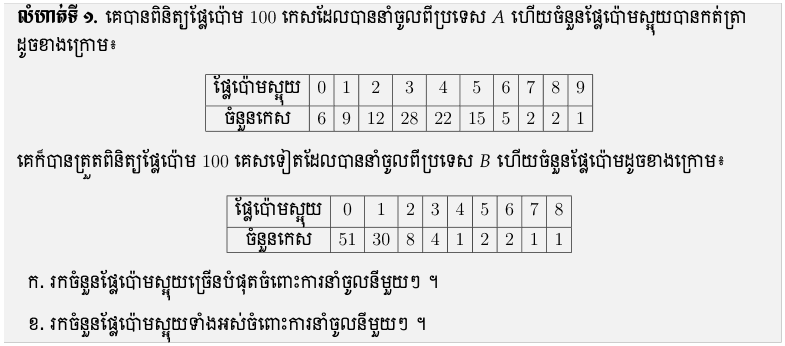 លំហាត់ទី ១. គេបានពិនិត្យផ្លែប៉ោម 100 កេសដែលបាននាំចូលពីប្រទេស A ហើយចំនួនផ្លែប៉ោមស្អុយបានកត់ត្រា
ដូចខាងក្រោម៖
ផ្លែប៉ោមស្អុយ 0 1 2 3 4 5 6 7 8 9
ចំនួនកេស 6 9 12 28 22 15 5 2 2 1
គេក៏បានត្រួតពិនិត្យផ្លែប៉ោម 100 គេសទៀតដែលបាននាំចូលពីប្រទេស B ហើយចំនួនផ្លែប៉ោមដូចខាងក្រោម៖
ផ្លែប៉ោមស្អុយ 0 1 2 3 4 5 6 7 8
ចំនួនកេស 51 30 8 4 1 2 2 1 1
ក. រកចំនួនផ្លែប៉ោមស្អុយច្រើនបំផុតចំពោះការនាំចូលនីមួយៗ ។
ខ. រកចំនួនផ្លែប៉ោមស្អុយទាំងអស់ចំពោះការនាំចូលនីមួយៗ ។